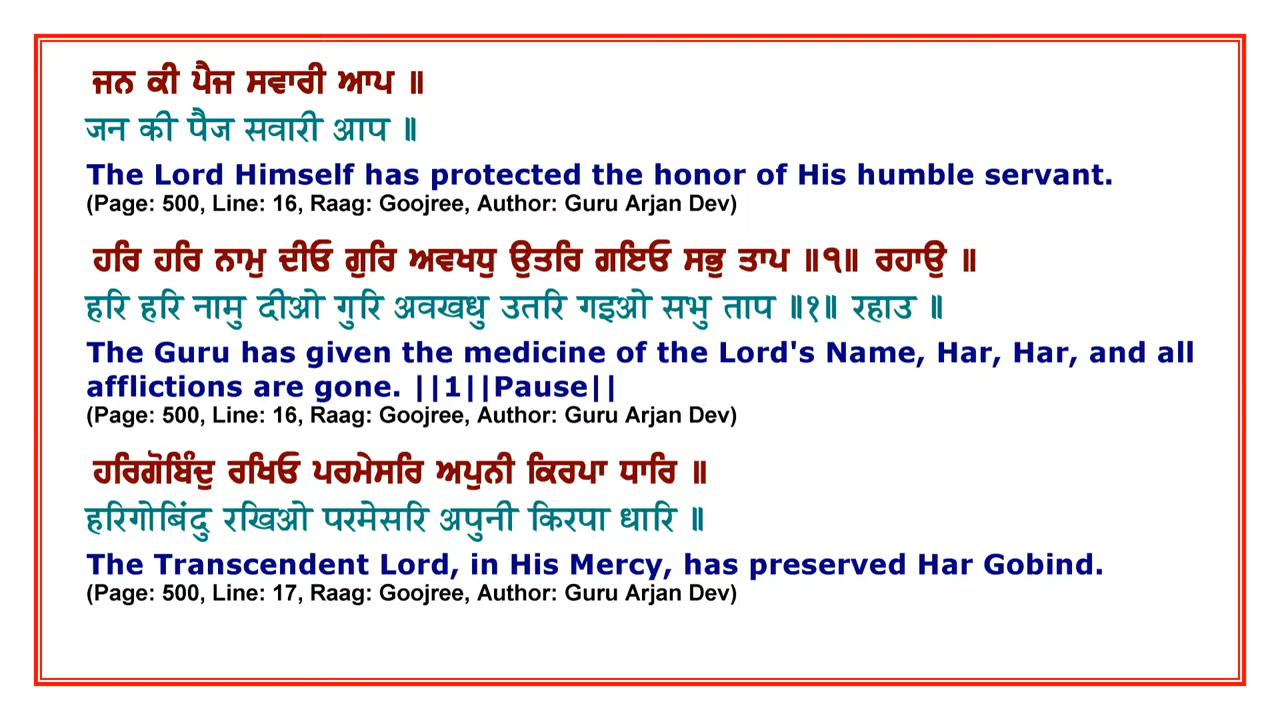 ਜਨ ਕੀ ਪੈਜ ਸਵਾਰੀ ਆਪ ॥
जन की पैज सवारी आप ॥
The Lord Himself has protected the honor of His humble servant.
(Page: 500, Line: 16, Raag: Goojree, Author: Guru Arjan Dev)
ਹਰਿ ਹਰਿ ਨਾਮੁ ਦੀਓ ਗੁਰਿ ਅਵਖਧੁ ਉਤਰਿ ਗਇਓ ਸਭੁ ਤਾਪ ॥੧॥ ਰਹਾਉ ॥
हरि हरि नामु दीओ गुरि अवखधु उतरि गइओ सभु ताप ॥१॥ रहाउ ॥
The Guru has given the medicine of the Lord's Name, Har, Har, and all
afflictions are gone. ||1||Pause||
(Page: 500, Line: 16, Raag: Goojree, Author: Guru Arjan Dev)
ਹਰਿਗੋਬਿੰਦੁ ਰਖਿਓ ਪਰਮੇਸਰਿ ਅਪੁਨੀ ਕਿਰਪਾ ਧਾਰਿ ॥
हरिगोबिंदु रखिओ परमेसरि अपुनी किरपा धारि ॥
The Transcendent Lord, in His Mercy, has preserved Har Gobind.
(Page: 500, Line: 17, Raag: Goojree, Author: Guru Arjan Dev)